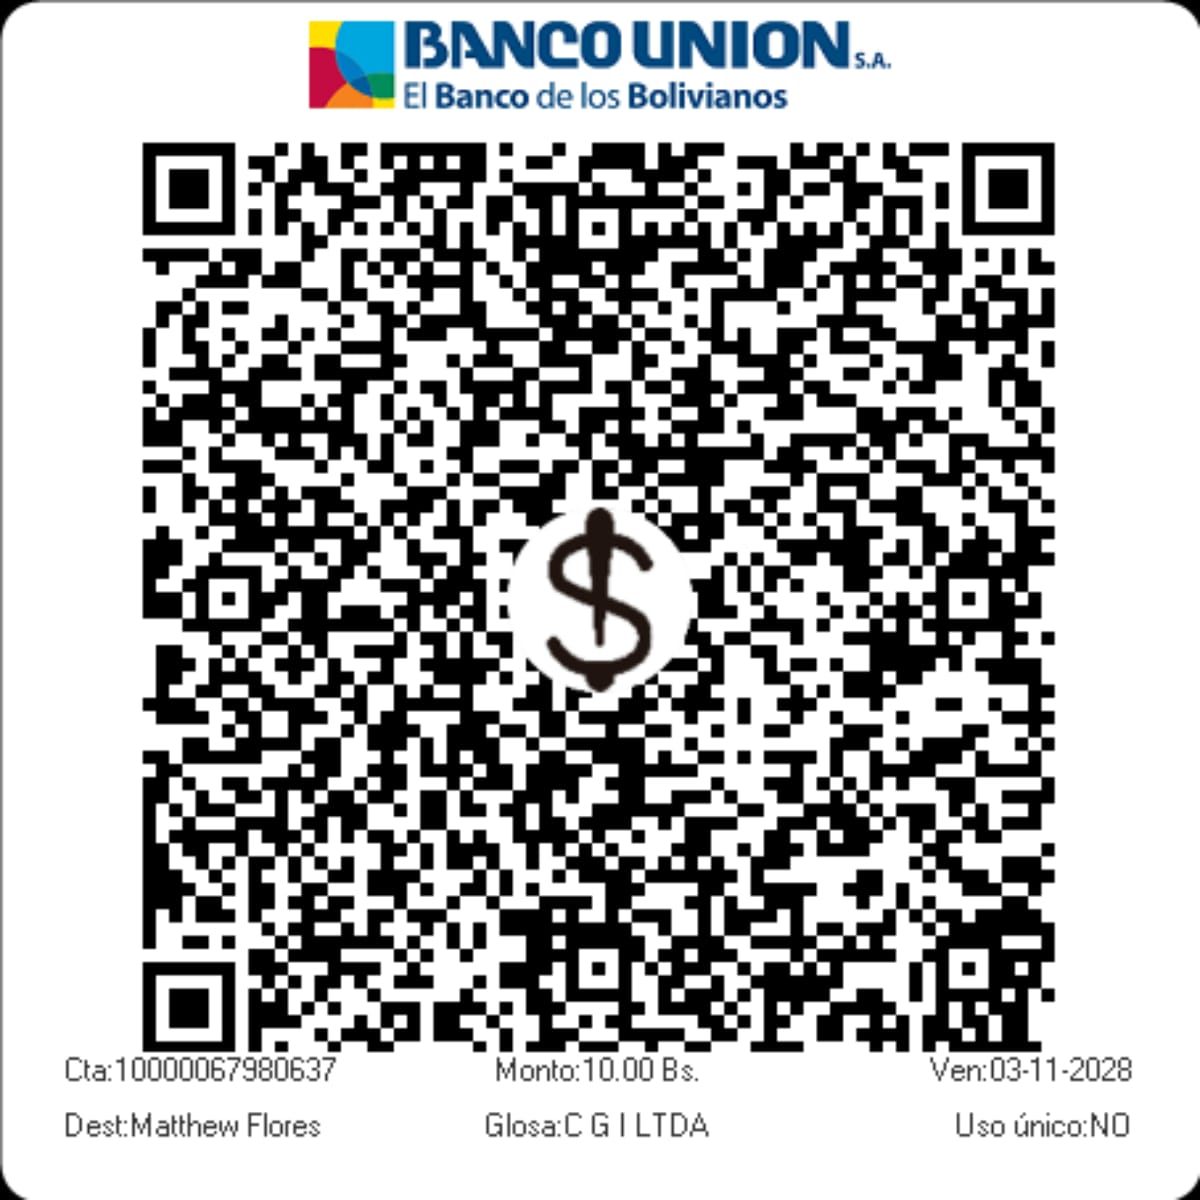 BANCO UNION S.A.
El Banco de los Bolivianos
$
Cta:10000067980637 Monto:10.00 Bs. Ven:03-11-2028
Dest:Matthew Flores Glosa:C G I LTDA Uso único:NO